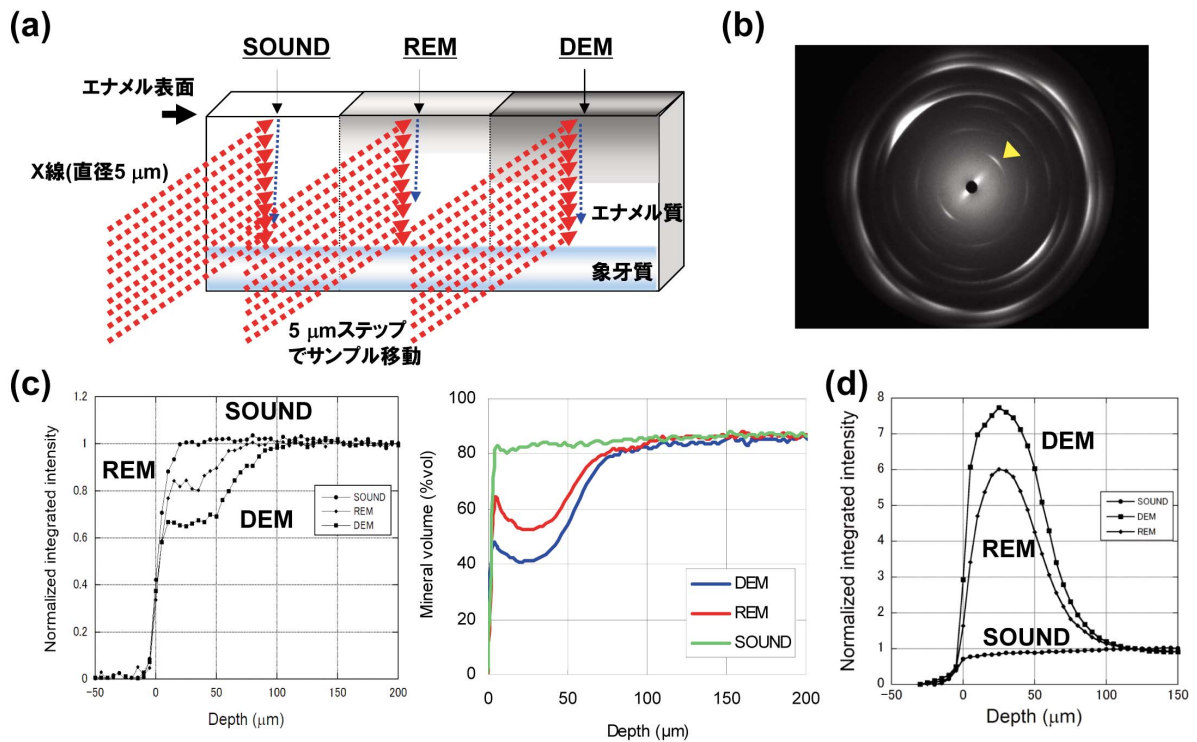 (a)
SOUND REM DEM
エナメル表面
X線(直径5 μm)
エナメル質
象牙質
5 μmステップ
でサンプル移動
(b)
(c)
Normalized integrated intensity
1.2
1
0.8
0.6
0.4
0.2
0
SOUND
REM
DEM
SOUND
REM
DEM
-50 0 50 100 150 200
Depth (μm)
Mineral volume (%vol)
100
80
60
40
20
0
DEM
REM
SOUND
0 50 100 150 200
Depth (μm)
(d)
Normalized integrated intensity
8
7
6
5
4
3
2
1
0
DEM
REM
SOUND
SOUND
DEM
REM
-50 0 50 100 150
Depth (μm)